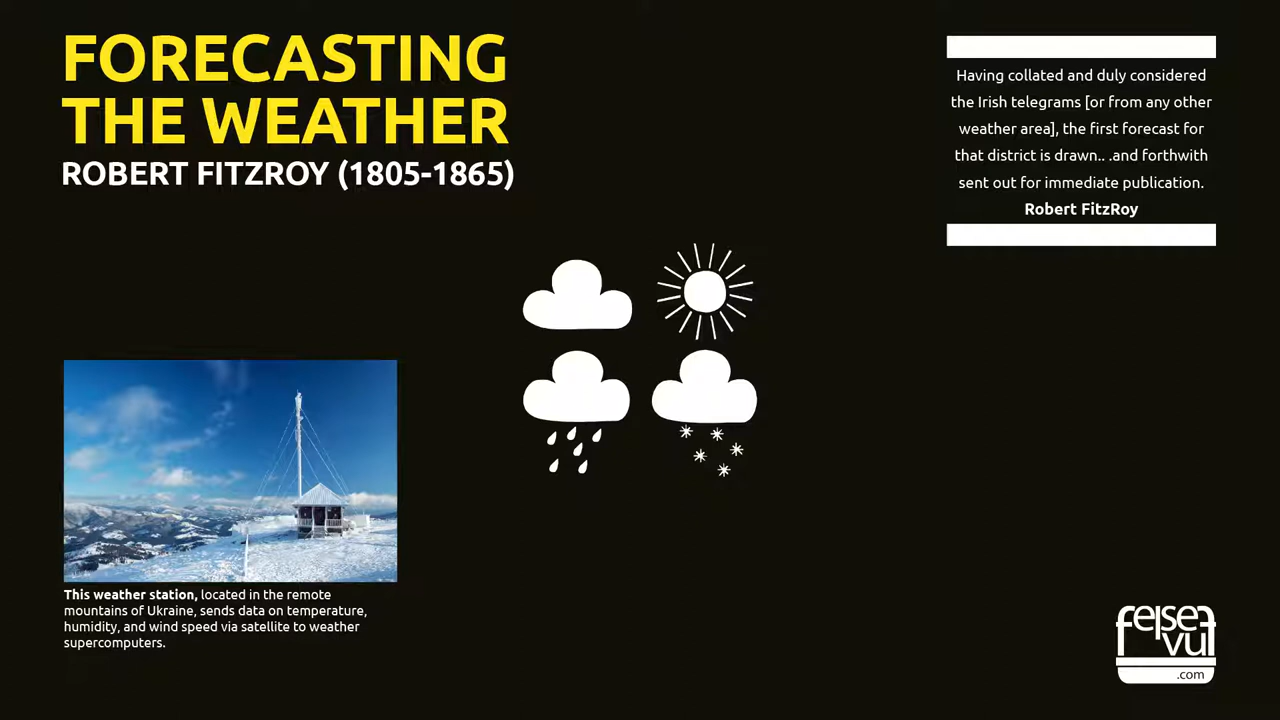 FORECASTING
THE WEATHER
ROBERT FITZROY (1805-1865)
Having collated and duly considered
the Irish telegrams [or from any other
weather area], the first forecast for
that district is drawn.. .and forthwith
sent out for immediate publication.
Robert FitzRoy
This weather station, located in the remote
mountains of Ukraine, sends data on temperature,
humidity, and wind speed via satellite to weather
supercomputers.
.com